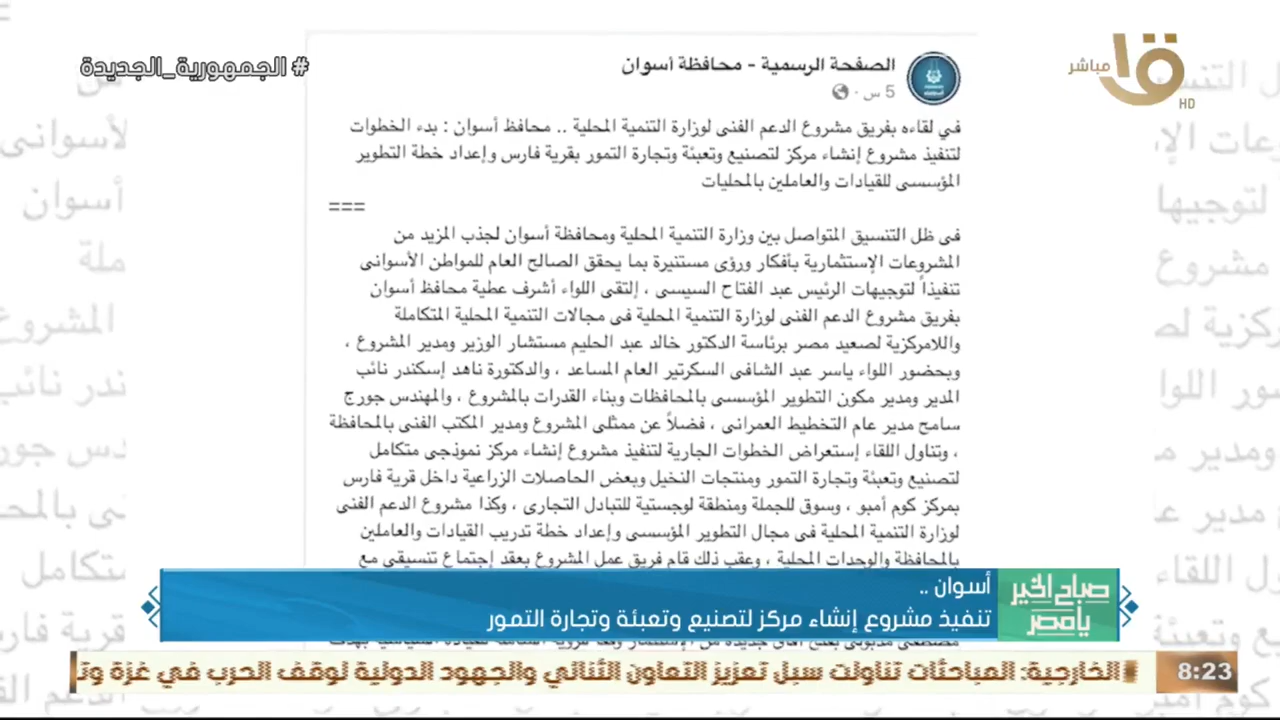 #الجمهورية_الجديدة
مباشر
HD
الصفحة الرسمية - محافظة أسوان
5 س ·
في لقاءه بفريق مشروع الدعم الفنى لوزارة التنمية المحلية .. محافظ أسوان : بدء الخطوات
لتنفيذ مشروع إنشاء مركز لتصنيع وتعبئة وتجارة التمور بقرية فارس وإعداد خطة التطوير
المؤسسى للقيادات والعاملين بالمحليات
===
فى ظل التنسيق المتواصل بين وزارة التنمية المحلية ومحافظة أسوان لجذب المزيد من
المشروعات الإستثمارية بأفكار ورؤى مستنيرة بما يحقق الصالح العام للمواطن الأسوانى
تنفيذاً لتوجيهات الرئيس عبد الفتاح السيسى ، إلتقى اللواء أشرف عطية محافظ أسوان
بفريق مشروع الدعم الفنى لوزارة التنمية المحلية فى مجالات التنمية المحلية المتكاملة
واللامركزية لصعيد مصر برئاسة الدكتور خالد عبد الحليم مستشار الوزير ومدير المشروع ،
وبحضور اللواء ياسر عبد الشافى السكرتير العام المساعد ، والدكتورة ناهد إسكندر نائب
المدير ومدير مكون التطوير المؤسسى بالمحافظات وبناء القدرات بالمشروع ، والمهندس جورج
سامح مدير عام التخطيط العمرانى ، فضلاً عن ممثلى المشروع ومدير المكتب الفنى بالمحافظة
، وتناول اللقاء إستعراض الخطوات الجارية لتنفيذ مشروع إنشاء مركز نموذجى متكامل
لتصنيع وتعبئة وتجارة التمور ومنتجات النخيل وبعض الحاصلات الزراعية داخل قرية فارس
بمركز كوم أمبو ، وسوق للجملة ومنطقة لوجستية للتبادل التجارى ، وكذا مشروع الدعم الفنى
لوزارة التنمية المحلية فى مجال التطوير المؤسسى وإعداد خطة تدريب القيادات والعاملين
بالمحافظة والوحدات المحلية ، وعقب ذلك قام فريق عمل المشروع بعقد إجتماع تنسيقى مع
صباح الخير
يا مصر
أسوان ..
تنفيذ مشروع إنشاء مركز لتصنيع وتعبئة وتجارة التمور
الخارجية: المباحثات تناولت سبل تعزيز التعاون الثنائي والجهود الدولية لوقف الحرب في غزة
8:23